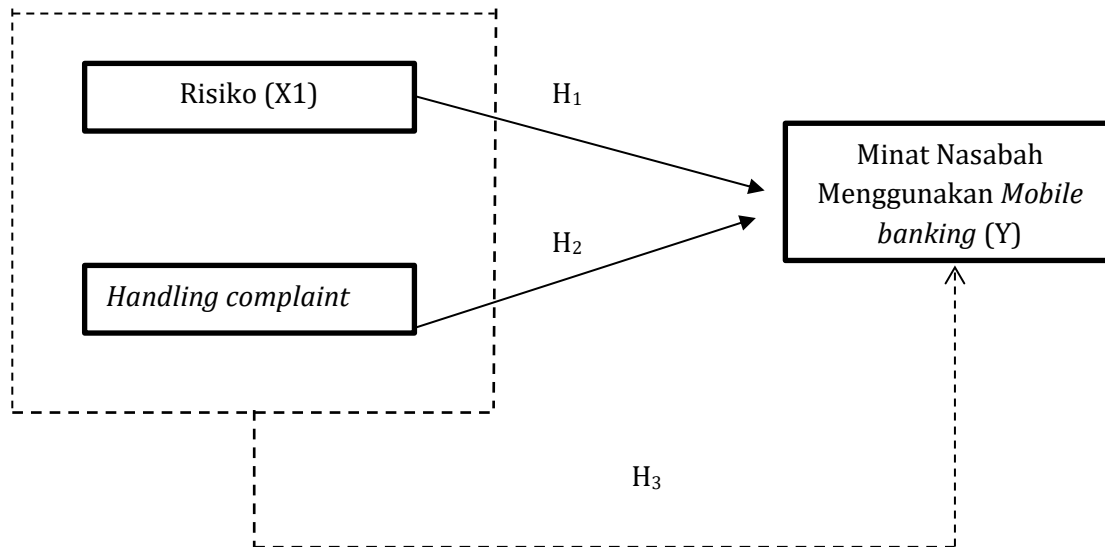 Risiko (X1)
H₁
Minat Nasabah
Menggunakan Mobile
banking (Y)
H₂
Handling complaint
H₃